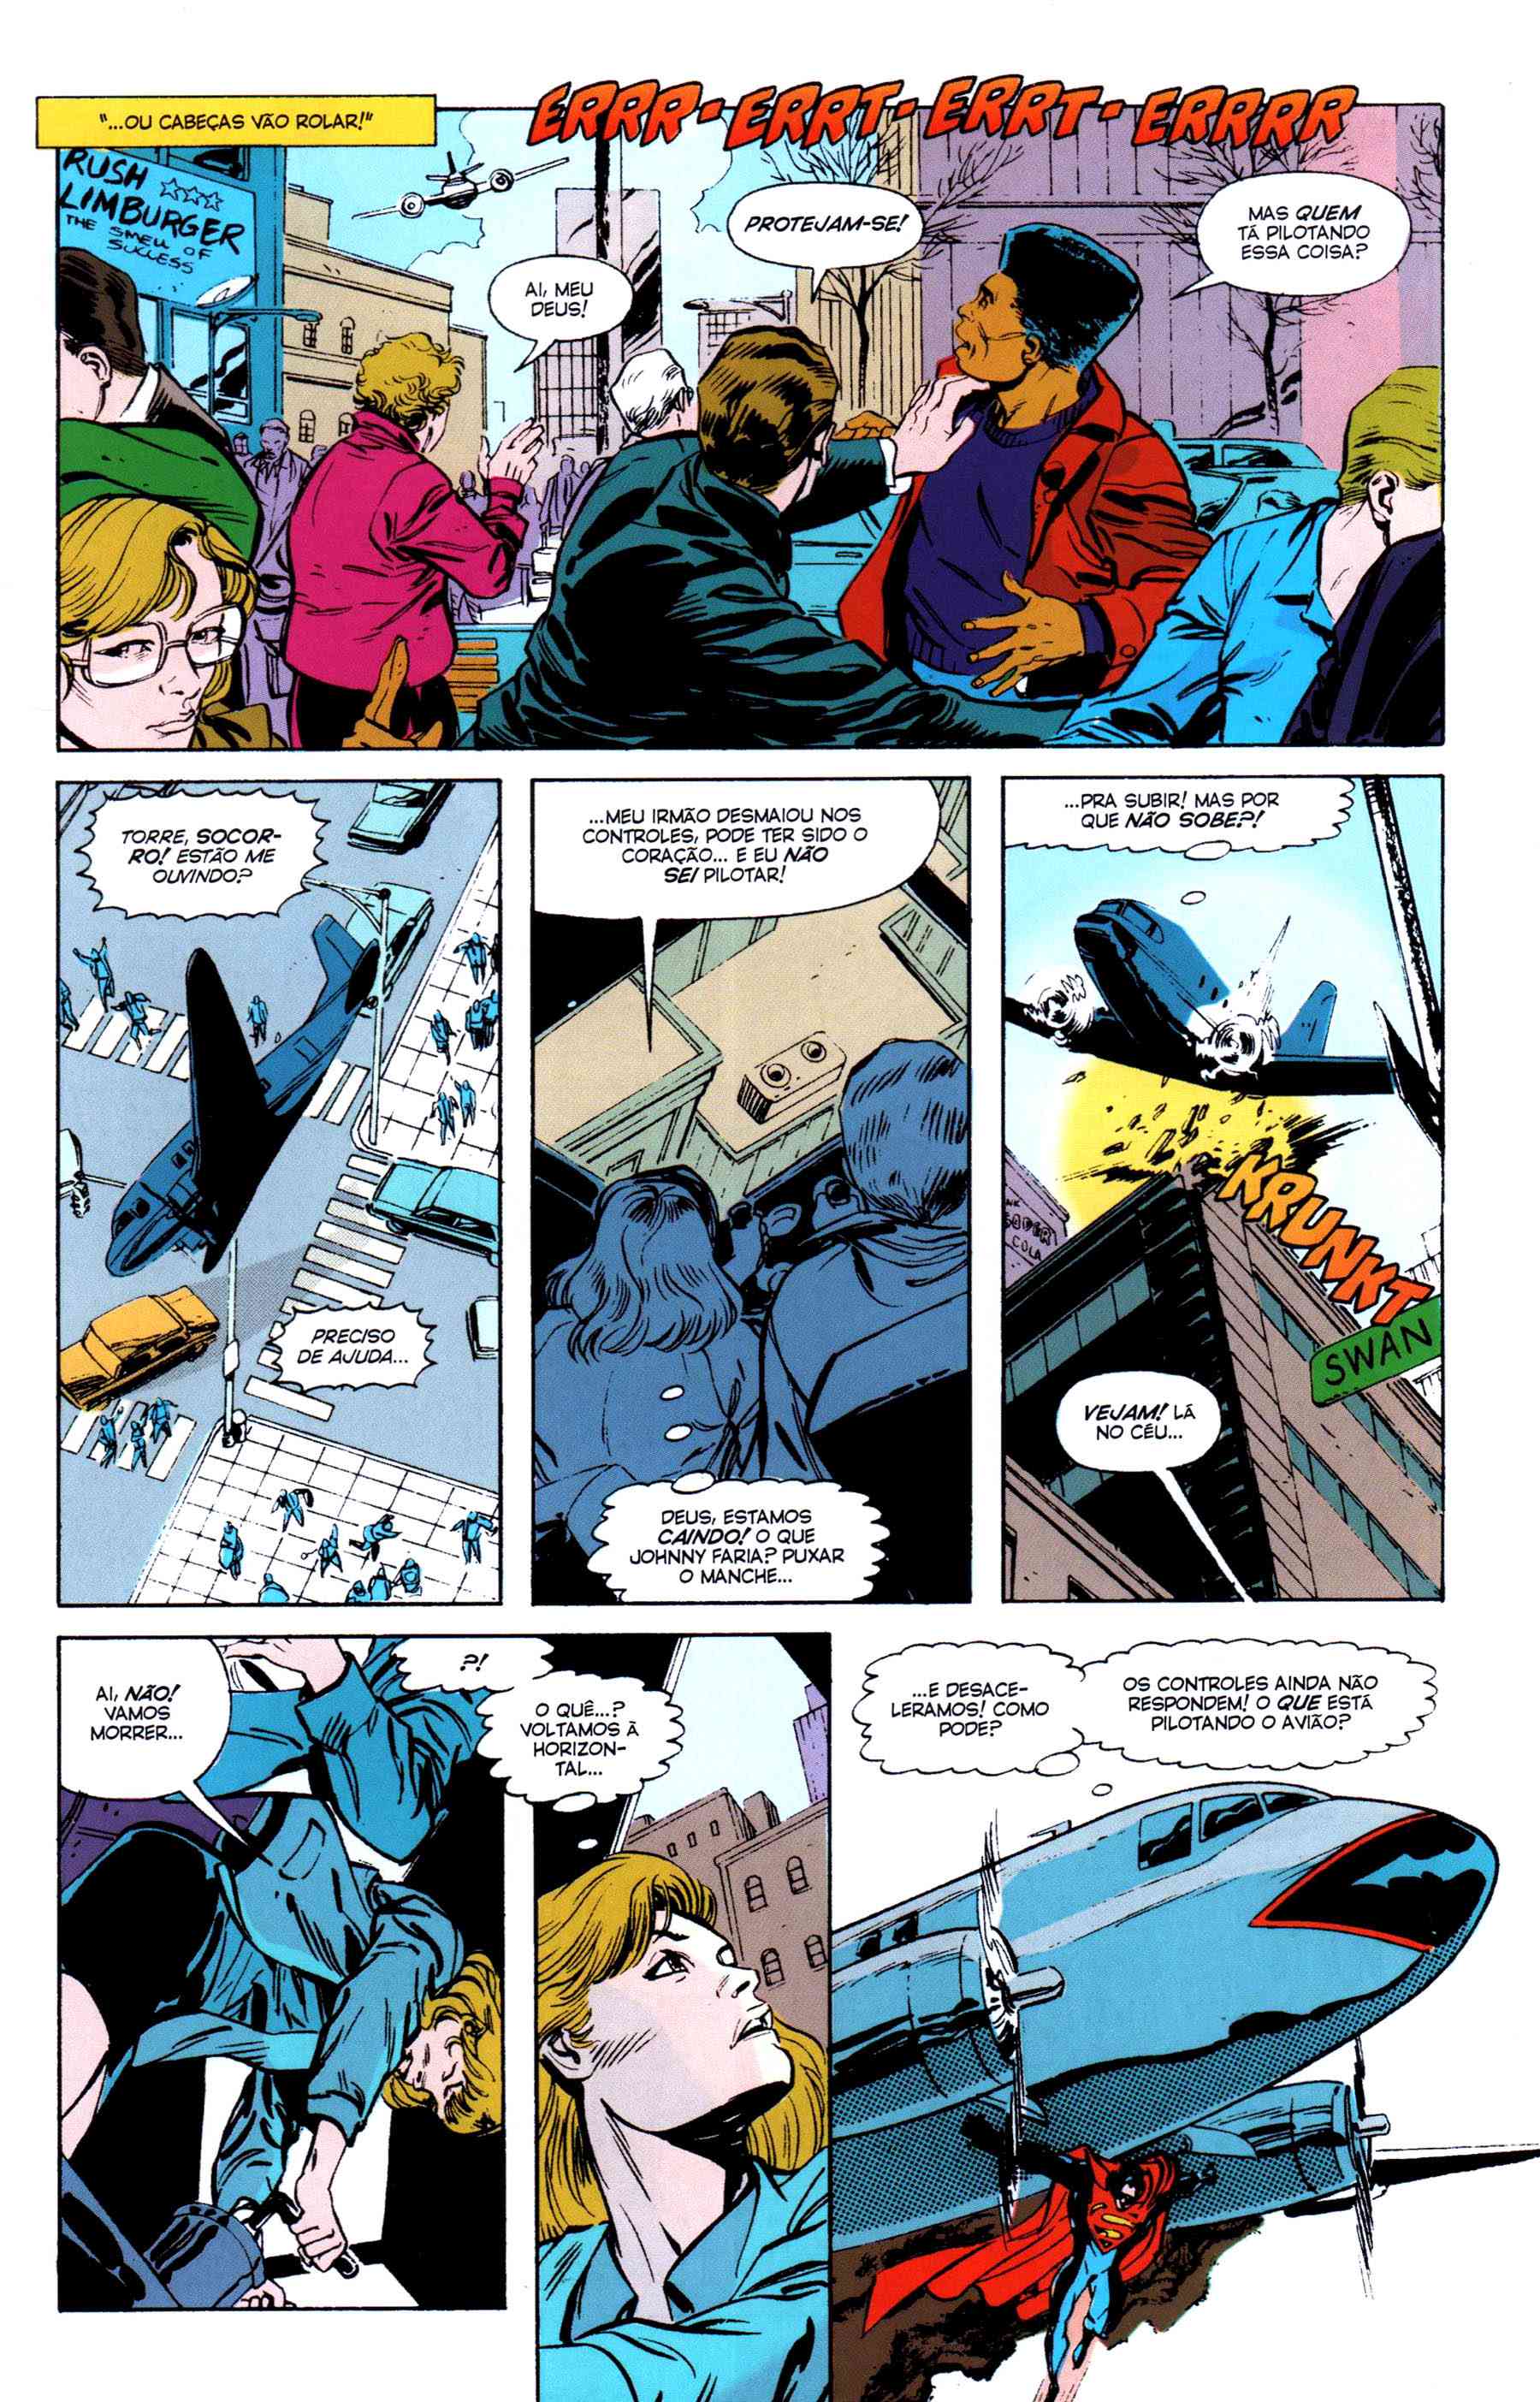 "...OU CABEÇAS VÃO ROLAR!"
ERRR-ERRT-ERRT-ERRRR
RUSH
LIMBURGER
THE SMELL OF
SUCCESS
AI, MEU
DEUS!
PROTEJAM-SE!
MAS QUEM
TÁ PILOTANDO
ESSA COISA?
TORRE, SOCOR-
RO! ESTÃO ME
OUVINDO?
PRECISO
DE AJUDA...
...MEU IRMÃO DESMAIOU NOS
CONTROLES, PODE TER SIDO O
CORAÇÃO... E EU NÃO
SEI PILOTAR!
DEUS, ESTAMOS
CAINDO! O QUE
JOHNNY FARIA? PUXAR
O MANCHE...
...PRA SUBIR! MAS POR
QUE NÃO SOBE?!
KRUNKT
SODER
COLA
SWAN
VEJAM! LÁ
NO CÉU...
AI, NÃO!
VAMOS
MORRER...
?!
O QUÊ...?
VOLTAMOS À
HORIZON-
TAL...
...E DESACE-
LERAMOS! COMO
PODE?
OS CONTROLES AINDA NÃO
RESPONDEM! O QUE ESTÁ
PILOTANDO O AVIÃO?